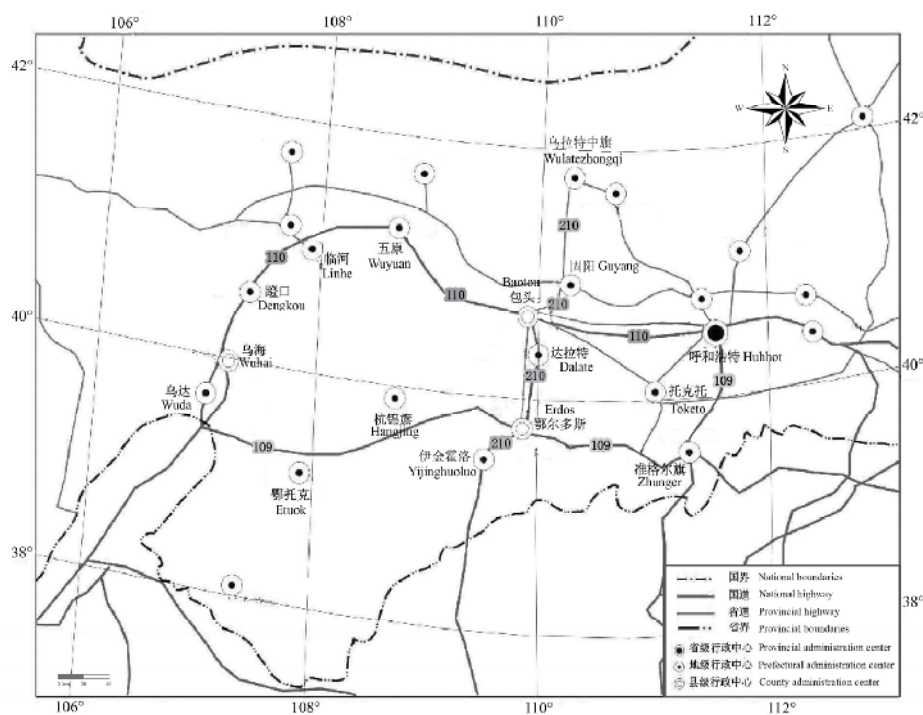 106°
108°
110°
112°
42°
42°
N
W
E
S
乌拉特中旗
Wulatezhongqi
210
五原
Wuyuan
临河
Linhe
110
固阳 Guyang
Baotou
包头
210
110
磴口
Dengkou
110
呼和浩特 Huhhot
40°
40°
乌海
Wuhai
达拉特
Dalate
210
109
乌达
Wuda
杭锦旗
Hangjing
托克托
Toketo
Erdos
鄂尔多斯
109
210
109
伊金霍洛
Yijinghuoluo
准格尔旗
Zhunger
鄂托克
Etuok
38°
38°
国界 National boundaries
国道 National highway
省道 Provincial highway
省界 Provincial boundaries
省级行政中心 Provincial administration center
地级行政中心 Prefectural administration center
县级行政中心 County administration center
106°
108°
110°
112°